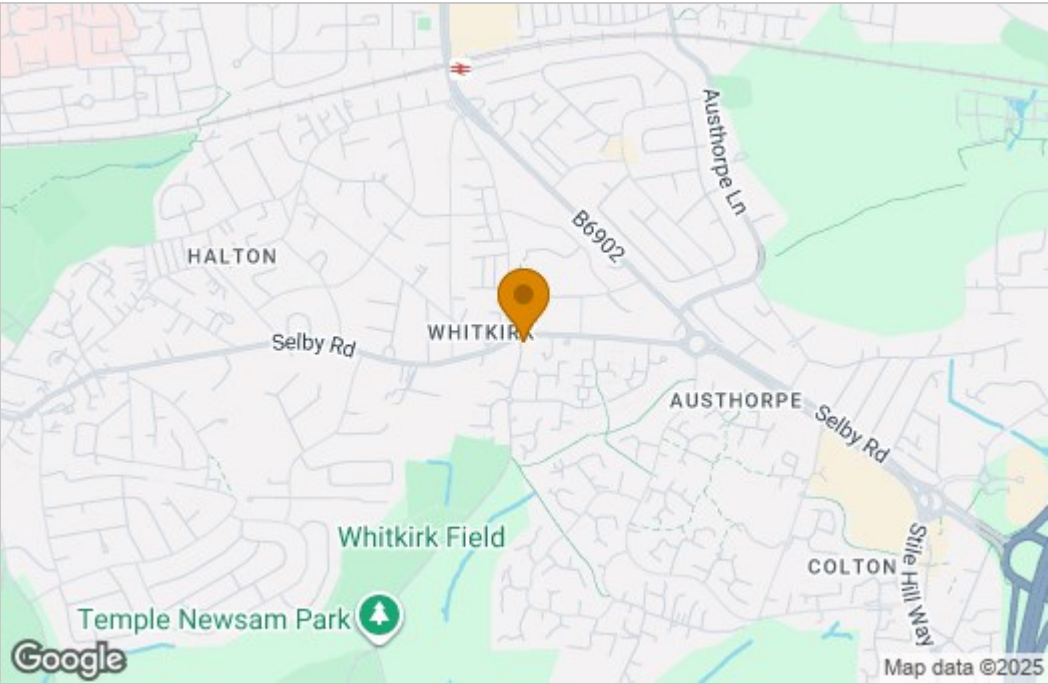 Austhorpe Ln
B6902
HALTON
WHITKIRK
Selby Rd
AUSTHORPE
Selby Rd
Whitkirk Field
COLTON
Stile Hill Way
Temple Newsam Park
Google
Map data ©2025